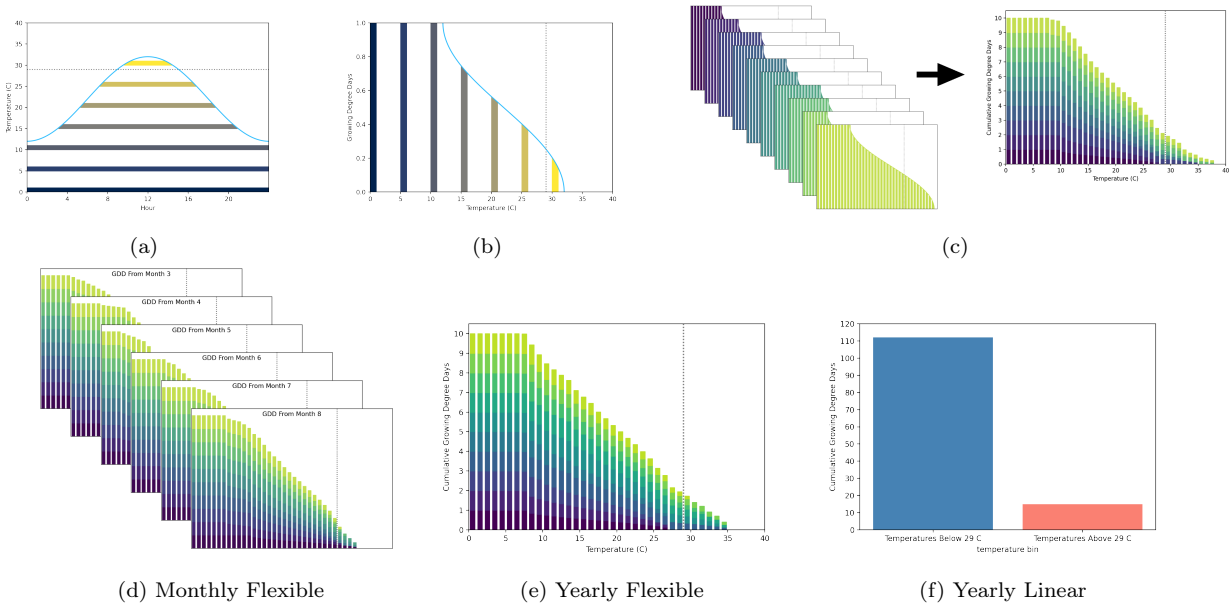 40
35
30
25
20
15
10
5
0
Temperature (C)
0 4 8 12 16 20
Hour
(a)
1.0
0.8
0.6
0.4
0.2
0.0
Growing Degree Days
0 5 10 15 20 25 30 35 40
Temperature (C)
(b)
10
9
8
7
6
5
4
3
2
1
0
Cumulative Growing Degree Days
0 5 10 15 20 25 30 35 40
Temperature (C)
(c)
GDD From Month 3
GDD From Month 4
GDD From Month 5
GDD From Month 6
GDD From Month 7
GDD From Month 8
(d) Monthly Flexible
10
9
8
7
6
5
4
3
2
1
0
Cumulative Growing Degree Days
0 5 10 15 20 25 30 35 40
Temperature (C)
(e) Yearly Flexible
120
110
100
90
80
70
60
50
40
30
20
10
0
Cumulative Growing Degree Days
Temperatures Below 29 C Temperatures Above 29 C
temperature bin
(f) Yearly Linear